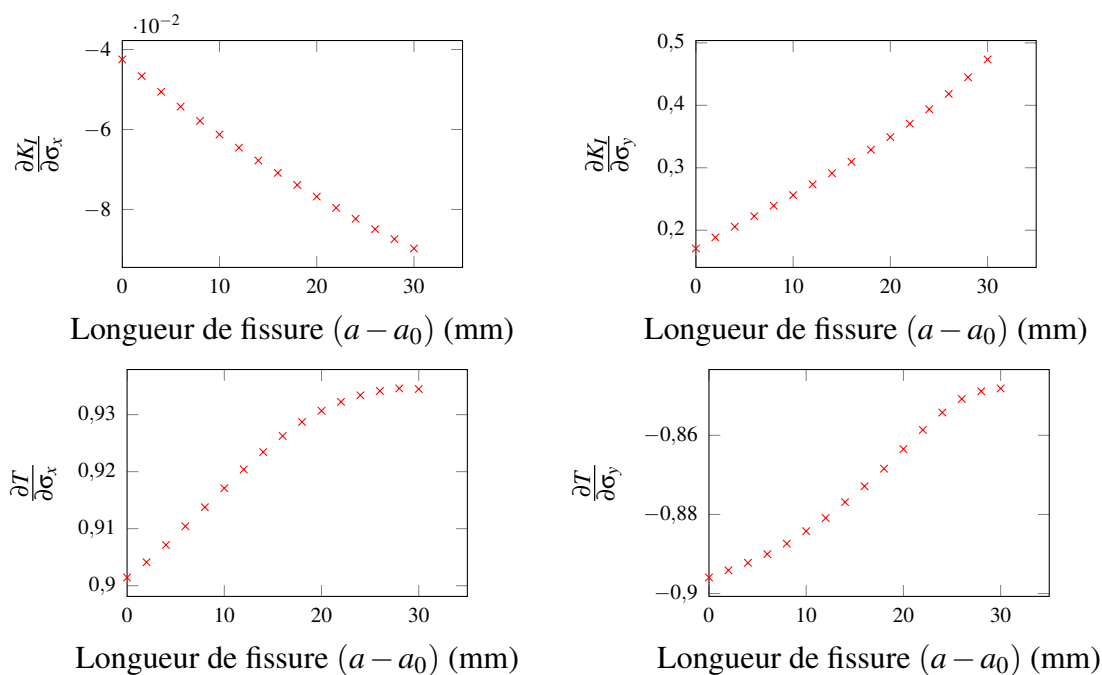 ·10⁻²
−4
−6
−8
0 10 20 30
∂K_I/∂σ_x
Longueur de fissure (a − a₀) (mm)
0,5
0,4
0,3
0,2
0 10 20 30
∂K_I/∂σ_y
Longueur de fissure (a − a₀) (mm)
0,93
0,92
0,91
0,9
0 10 20 30
∂T/∂σ_x
Longueur de fissure (a − a₀) (mm)
−0,86
−0,88
−0,9
0 10 20 30
∂T/∂σ_y
Longueur de fissure (a − a₀) (mm)